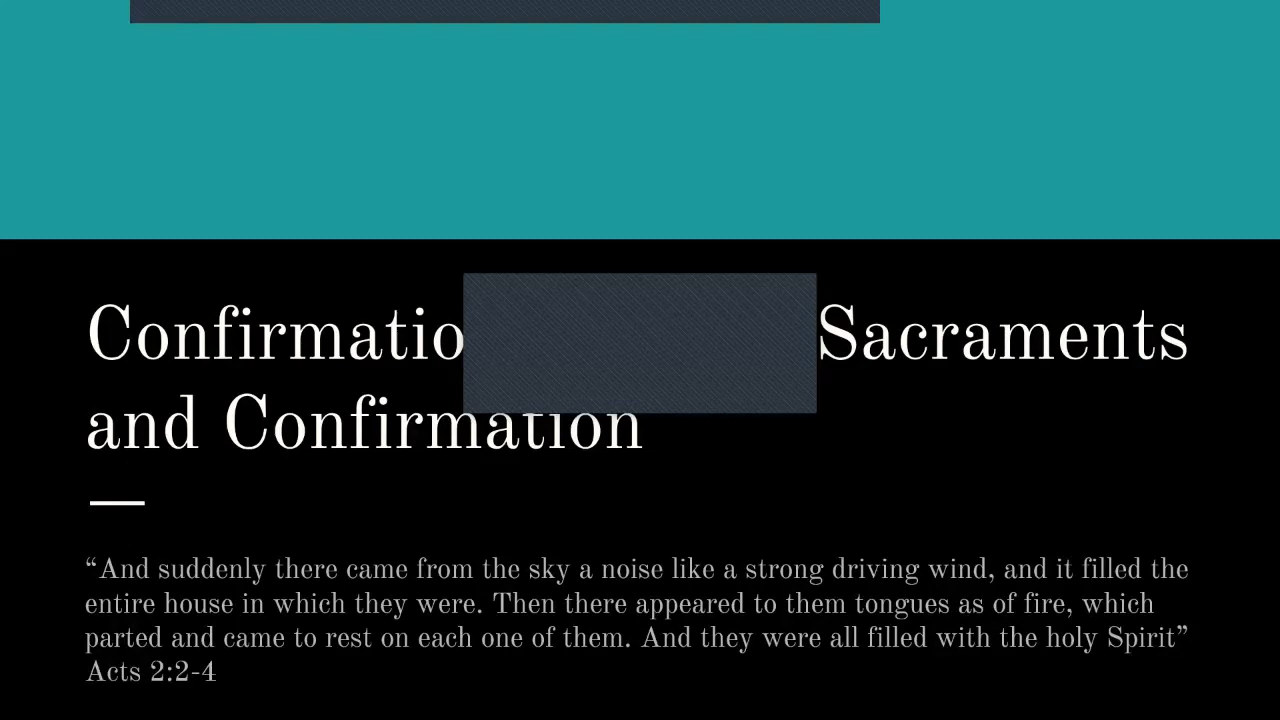 Confirmatio Sacraments
and Confirmation
“And suddenly there came from the sky a noise like a strong driving wind, and it filled the
entire house in which they were. Then there appeared to them tongues as of fire, which
parted and came to rest on each one of them. And they were all filled with the holy Spirit”
Acts 2:2-4